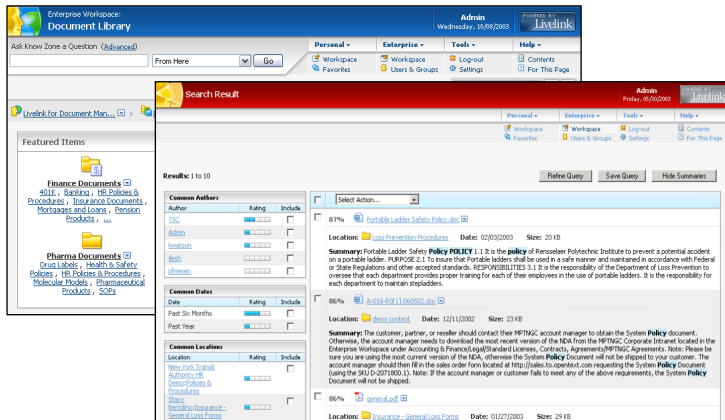 Enterprise Workspace:
Document Library
Admin
Wednesday, 10/08/2003
POWERED BY
Livelink
Ask Know Zone a Question (Advanced)
From Here
Go
Personal
Enterprise
Tools
Help
Workspace
Workspace
Log-out
Contents
Favorites
Users & Groups
Settings
For This Page
Livelink for Document Man...
Featured Items
Finance Documents
401K , Banking , HR Policies &
Procedures , Insurance Documents ,
Mortgages and Loans , Pension
Products , ...
Pharma Documents
Drug Labels , Health & Safety
Policies , HR Policies & Procedures ,
Molecular Models , Pharmaceutical
Products , SOPs
Search Result
Admin
Friday, 05/30/2003
POWERED BY
Livelink
Personal
Enterprise
Tools
Help
Workspace
Workspace
Log-out
Contents
Favorites
Users & Groups
Settings
For This Page
Results: 1 to 10
Refine Query
Save Query
Hide Summaries
Common Authors
Author Rating Include
TSC
Admin
kwatson
ilesh
pfriesen
Common Dates
Date Rating Include
Past Six Months
Past Year
Common Locations
Location Rating Include
New York Transit
Authority HR
Demo:Policies &
Procedures
Stacy
Bertolino:Insurance -
General Loss Forms
Select Action...
87% Portable Ladder Safety Policy.doc
Location: Loss Prevention Procedures Date: 02/03/2003 Size: 20 KB
Summary: Portable Ladder Safety Policy POLICY 1.1 It is the policy of Rensselaer Polytechnic Institute to prevent a potential accident
on a portable ladder. PURPOSE 2.1 To insure that Portable ladders shall be used in a safe manner and maintained in accordance with Federal
or State Regulations and other accepted standards. RESPONSIBILITIES 3.1 It is the responsibility of the Department of Loss Prevention to
oversee that each department provides proper training for each of their employees in the use of portable ladders. It is the responsibility for
each department to maintain stepladders.
86% A-016-R0[1].060502.doc
Location: demo content Date: 12/11/2002 Size: 23 KB
Summary: The customer, partner, or reseller should contact their MPTNGC account manager to obtain the System Policy document.
Otherwise, the account manager needs to download the most recent version of the NDA from the MPTNGC Corporate Intranet located in the
Enterprise Workspace under Accounting & Finance/Legal/Standard Licenses, Contracts, Agreements/MPTNGC Agreements. Note: Please be
sure you are using the most current version of the NDA, otherwise the System Policy Document will not be shipped to your customer. The
account manager should then fill in the sales order form located at http://sales.to.opentext.com requesting the System Policy Document
(using the SKU D-2071800.1). Note: If the account manager or customer fails to meet any of the above requirements, the System Policy
Document will not be shipped.
86% general.pdf
Location: Insurance - General Loss Forms Date: 01/27/2003 Size: 29 KB